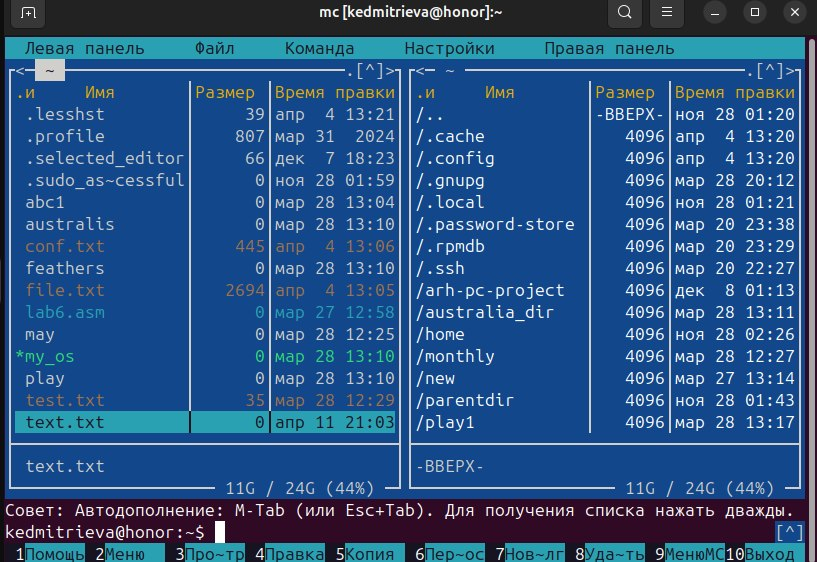 mc [kedmitrieva@honor]:~
Левая панель Файл Команда Настройки Правая панель
<- ~ .[^]> <- ~ .[^]>
.и Имя Размер Время правки .и Имя Размер Время правки
.lesshst 39 апр 4 13:21 /.. -ВВЕРХ- ноя 28 01:20
.profile 807 мар 31 2024 /.cache 4096 апр 4 13:20
.selected_editor 66 дек 7 18:23 /.config 4096 апр 4 13:20
.sudo_as~cessful 0 ноя 28 01:59 /.gnupg 4096 мар 28 20:12
abc1 0 мар 28 13:04 /.local 4096 ноя 28 01:21
australis 0 мар 28 13:10 /.password-store 4096 мар 20 23:38
conf.txt 445 апр 4 13:06 /.rpmdb 4096 мар 20 23:29
feathers 0 мар 28 13:10 /.ssh 4096 мар 20 22:27
file.txt 2694 апр 4 13:05 /arh-pc-project 4096 дек 8 01:13
lab6.asm 0 мар 27 12:58 /australia_dir 4096 мар 28 13:11
may 0 мар 28 12:25 /home 4096 ноя 28 02:26
*my_os 0 мар 28 13:10 /monthly 4096 мар 28 12:27
play 0 мар 28 13:10 /new 4096 мар 27 13:14
test.txt 35 мар 28 12:29 /parentdir 4096 ноя 28 01:43
text.txt 0 апр 11 21:03 /play1 4096 мар 28 13:17
text.txt -ВВЕРХ-
11G / 24G (44%) 11G / 24G (44%)
Совет: Автодополнение: M-Tab (или Esc+Tab). Для получения списка нажать дважды.
kedmitrieva@honor:~$ [^]
1Помощь 2Меню 3Про~тр 4Правка 5Копия 6Пер~ос 7Нов~лг 8Уда~ть 9МенюMC 10Выход